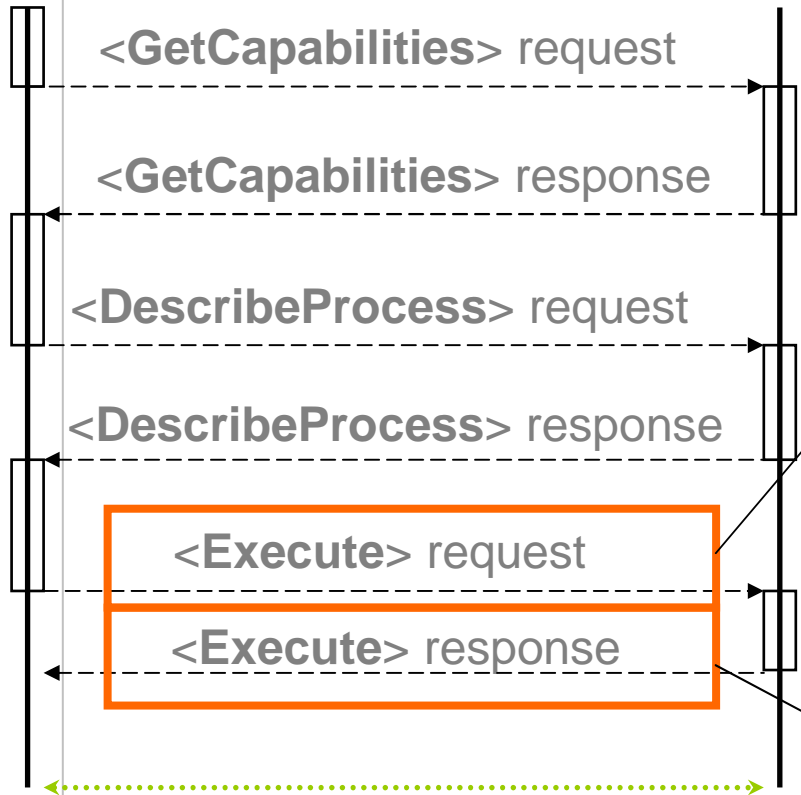 <GetCapabilities> request
<GetCapabilities> response
<DescribeProcess> request
<DescribeProcess> response
<Execute> request
<Execute> response